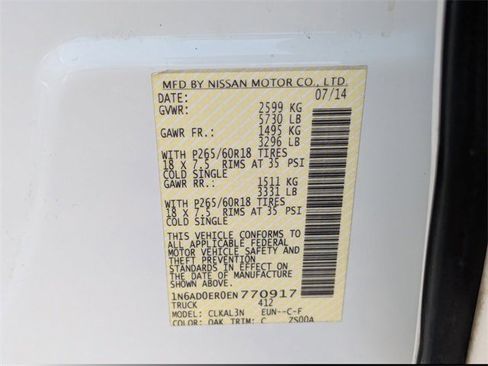 MFD BY NISSAN MOTOR CO., LTD.
DATE: 07/14
GVWR: 2599 KG
5730 LB
GAWR FR.: 1495 KG
3296 LB
WITH P265/60R18 TIRES
18 X 7.5 RIMS AT 35 PSI
COLD SINGLE
GAWR RR.: 1511 KG
3331 LB
WITH P265/60R18 TIRES
18 X 7.5 RIMS AT 35 PSI
COLD SINGLE
THIS VEHICLE CONFORMS TO
ALL APPLICABLE FEDERAL
MOTOR VEHICLE SAFETY
AND THEFT PREVENTION
STANDARDS IN EFFECT ON
THE DATE OF MANUFACTURE
SHOWN ABOVE.
1N6AD0ER0EN770917
TRUCK 412
MODEL: CLKAL3N EUN--C-F
COLOR: QAK TRIM: C ZS00A